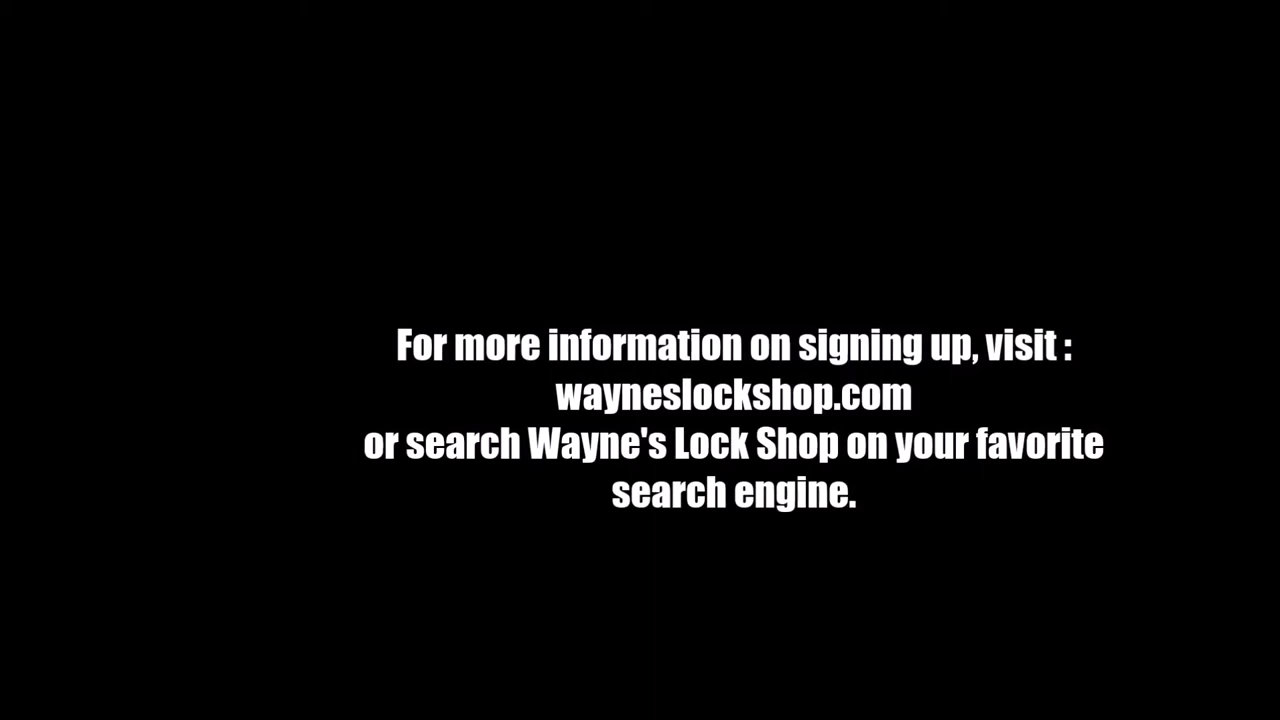 For more information on signing up, visit :
wayneslockshop.com
or search Wayne's Lock Shop on your favorite
search engine.